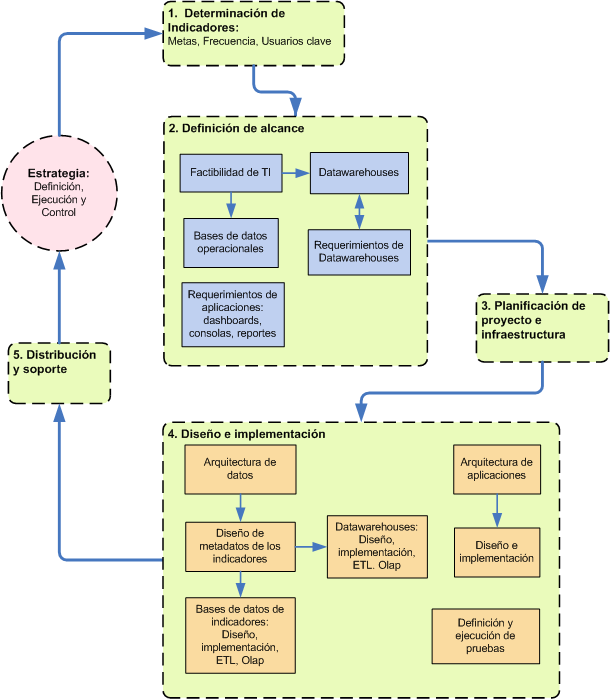 1.  Determinación de
Indicadores:
Metas, Frecuencia, Usuarios clave
2. Definición de alcance
Factibilidad de TI
Datawarehouses
Bases de datos
operacionales
Requerimientos de
Datawarehouses
Requerimientos de
aplicaciones:
dashboards,
consolas, reportes
Estrategia:
Definición,
Ejecución y
Control
3. Planificación de
proyecto e
infraestructura
5. Distribución
y soporte
4. Diseño e implementación
Arquitectura de
datos
Arquitectura de
aplicaciones
Diseño de
metadatos de los
indicadores
Datawarehouses:
Diseño,
implementación,
ETL. Olap
Diseño e
implementación
Bases de datos de
indicadores:
Diseño,
implementación,
ETL, Olap
Definición y
ejecución de
pruebas